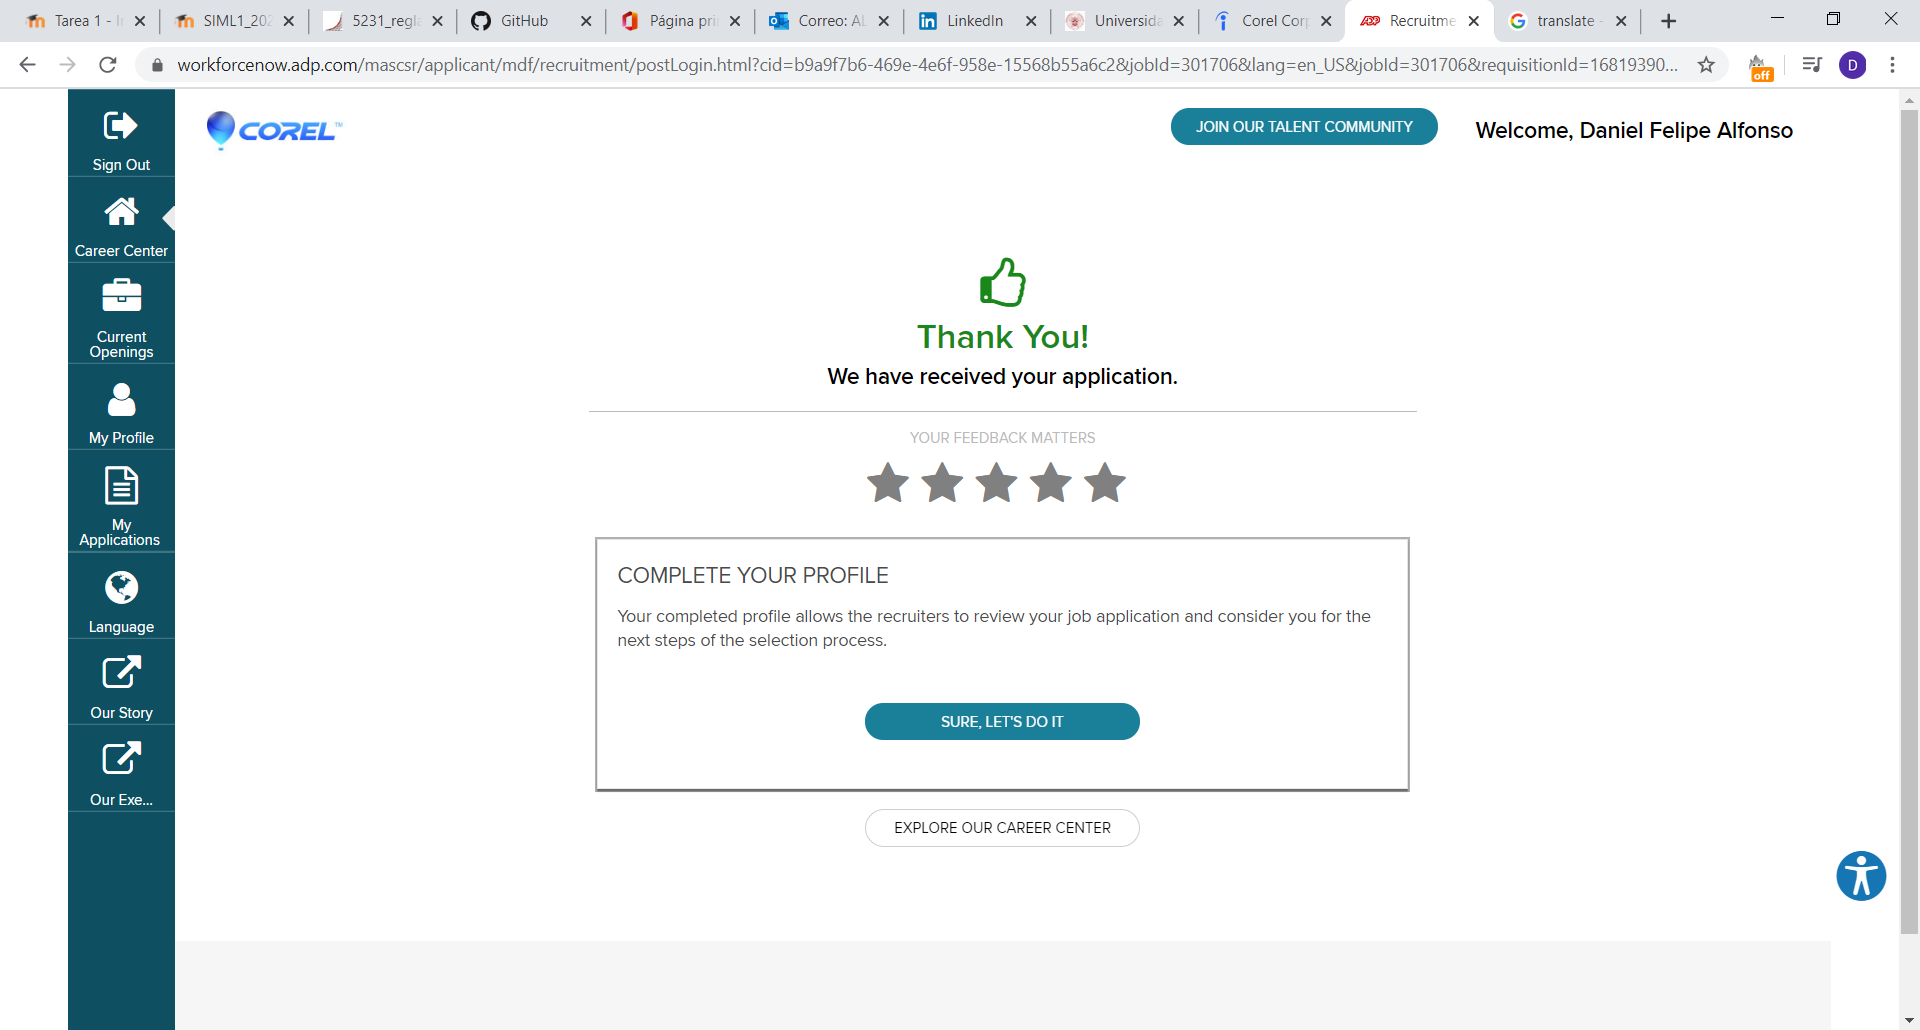 Tarea 1 - I
SIML1_202
5231_regla
GitHub
Página prin
Correo: AL
LinkedIn
Universida
Corel Corp
Recruitme
translate -
workforcenow.adp.com/mascsr/applicant/mdf/recruitment/postLogin.html?cid=b9a9f7b6-469e-4e6f-958e-15568b55a6c2&jobId=301706&lang=en_US&jobId=301706&requisitionId=16819390...
off
D
Sign Out
Career Center
Current
Openings
My Profile
My
Applications
Language
Our Story
Our Exe...
COREL™
JOIN OUR TALENT COMMUNITY
Welcome, Daniel Felipe Alfonso
Thank You!
We have received your application.
YOUR FEEDBACK MATTERS
COMPLETE YOUR PROFILE
Your completed profile allows the recruiters to review your job application and consider you for the
next steps of the selection process.
SURE, LET'S DO IT
EXPLORE OUR CAREER CENTER